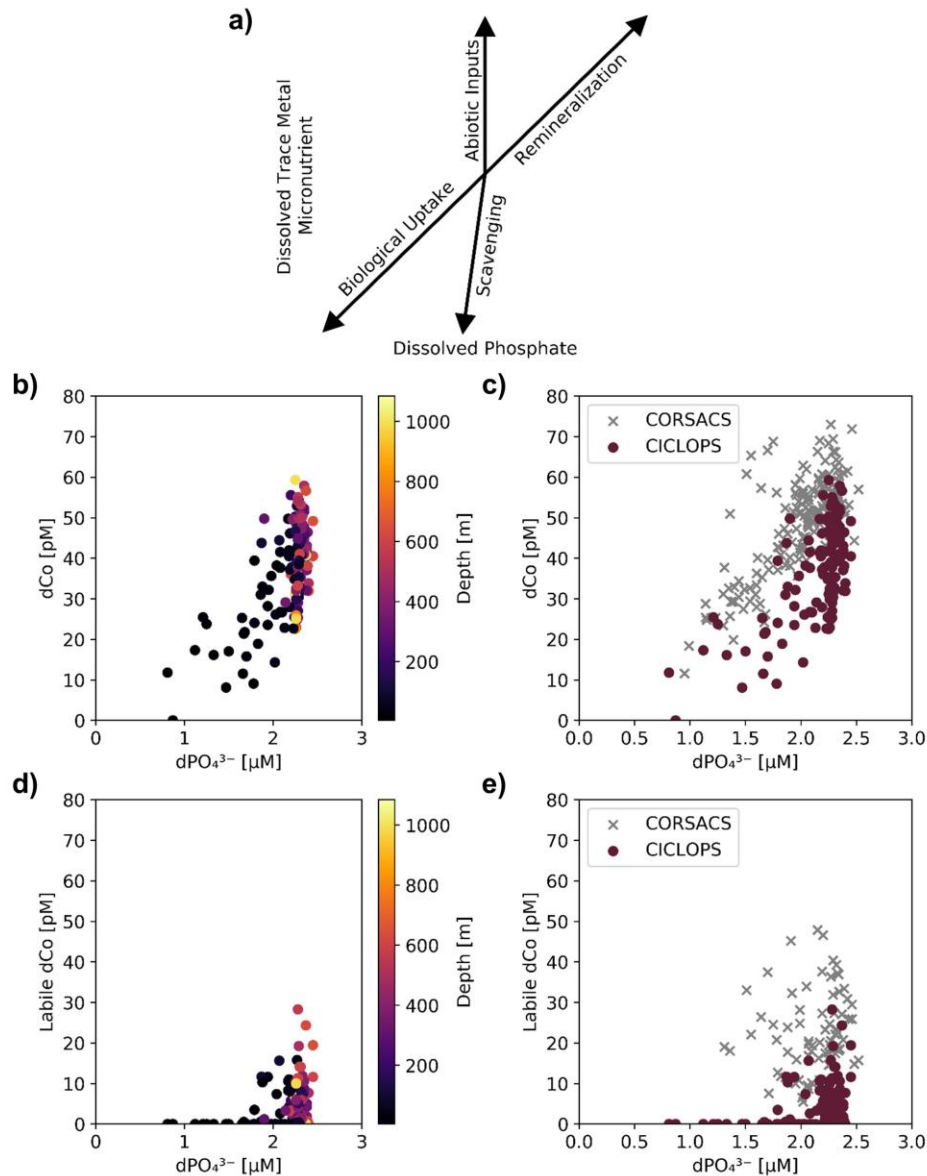 a)
Dissolved Trace Metal
Micronutrient
Abiotic Inputs
Remineralization
Biological Uptake
Scavenging
Dissolved Phosphate
b)
dCo [pM]
80
70
60
50
40
30
20
10
0
0 1 2 3
dPO₄³⁻ [μM]
1000
800
600
400
200
Depth [m]
c)
CORSACS
CICLOPS
dCo [pM]
80
70
60
50
40
30
20
10
0
0.0 0.5 1.0 1.5 2.0 2.5 3.0
dPO₄³⁻ [μM]
d)
Labile dCo [pM]
80
70
60
50
40
30
20
10
0
0 1 2 3
dPO₄³⁻ [μM]
1000
800
600
400
200
Depth [m]
e)
CORSACS
CICLOPS
Labile dCo [pM]
80
70
60
50
40
30
20
10
0
0.0 0.5 1.0 1.5 2.0 2.5 3.0
dPO₄³⁻ [μM]